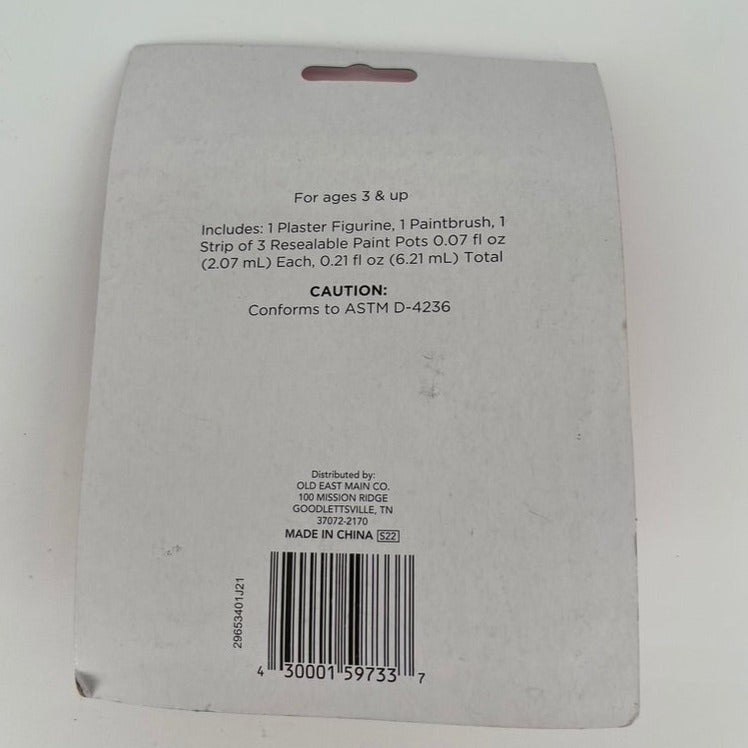 For ages 3 & up
Includes: 1 Plaster Figurine, 1 Paintbrush, 1
Strip of 3 Resealable Paint Pots 0.07 fl oz
(2.07 mL) Each, 0.21 fl oz (6.21 mL) Total
CAUTION:
Conforms to ASTM D-4236
Distributed by:
OLD EAST MAIN CO.
100 MISSION RIDGE
GOODLETTSVILLE, TN
37072-2170
MADE IN CHINA S22
29653401J21
4 30001 59733 7